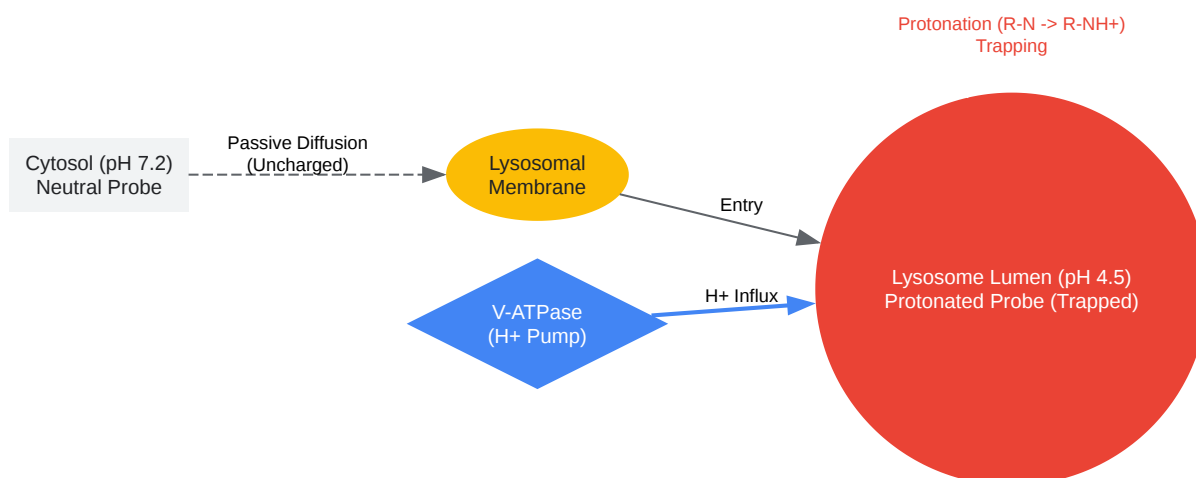 Protonation (R-N -> R-NH+)
Trapping
Passive Diffusion
(Uncharged)
Cytosol (pH 7.2)
Neutral Probe
Lysosomal
Membrane
Entry
Lysosome Lumen (pH 4.5)
Protonated Probe (Trapped)
H+ Influx
V-ATPase
(H+ Pump)